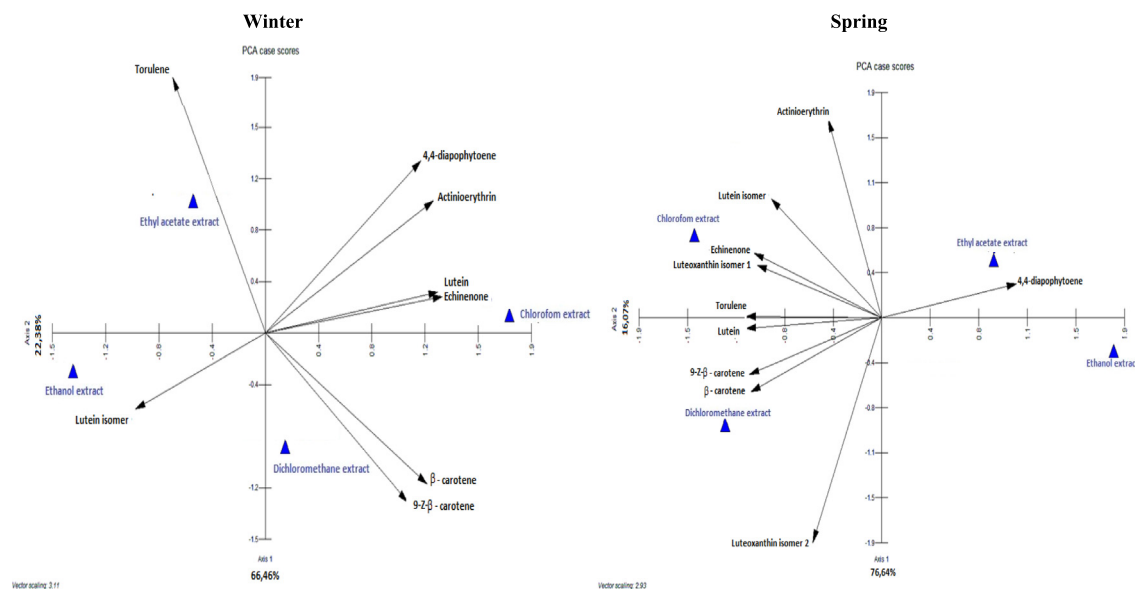 Winter
PCA case scores
Torulene
1.9
1.5
4,4-diapophytoene
1.2
Actinioerythrin
Ethyl acetate extract
0.8
0.4
Lutein
Echinenone
Chlorofom extract
Axis 2
22,38%
-1.5
-1.2
-0.8
-0.4
0.4
0.8
1.2
1.5
1.9
-0.4
Ethanol extract
Lutein isomer
Dichloromethane extract
β - carotene
-1.2
9-Z-β - carotene
-1.5
Axis 1
66,46%
Vector scaling: 3.11
Spring
PCA case scores
1.9
Actinioerythrin
1.5
Lutein isomer
1.1
Chlorofom extract
0.8
Ethyl acetate extract
Echinenone
Luteoxanthin isomer 1
0.4
4,4-diapophytoene
Torulene
Axis 2
16,07%
-1.9
-1.5
-0.8
-0.4
0.4
0.8
1.1
1.5
1.9
Lutein
-0.4
Ethanol extract
9-Z-β - carotene
β - carotene
-0.8
Dichloromethane extract
-1.1
-1.5
Luteoxanthin isomer 2
-1.9
Axis 1
76,64%
Vector scaling: 2.93